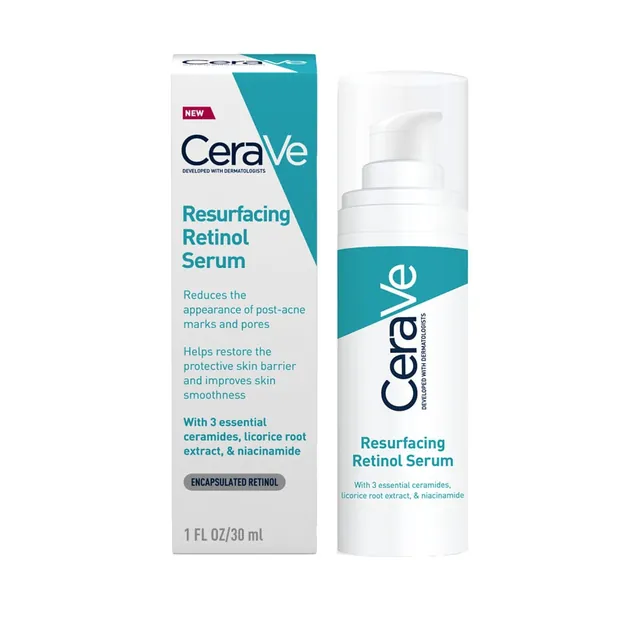 CeraVe
NEW
CeraVe
DEVELOPED WITH DERMATOLOGISTS
Resurfacing
Retinol
Serum
Reduces the
appearance of post-acne
marks and pores
Helps restore the
protective skin barrier
and improves skin
smoothness
With 3 essential
ceramides, licorice root
extract, & niacinamide
ENCAPSULATED RETINOL
1 FL OZ/30 ml
CeraVe
DEVELOPED WITH DERMATOLOGISTS
Resurfacing
Retinol Serum
With 3 essential ceramides,
licorice root extract, & niacinamide